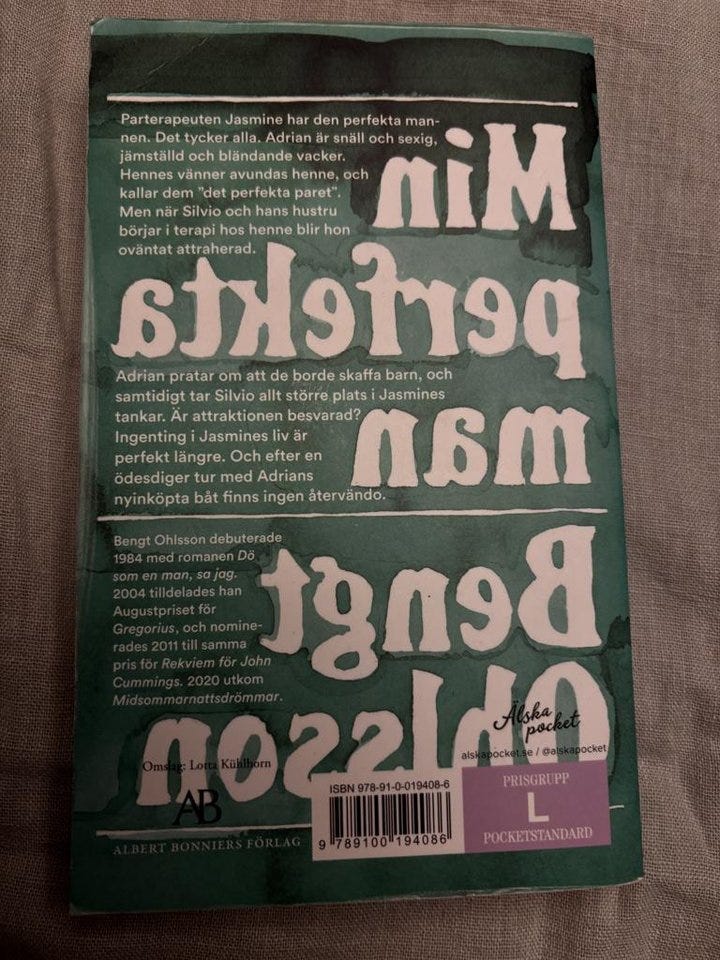 Parterapeuten Jasmine har den perfekta man-
nen. Det tycker alla. Adrian är snäll och sexig,
jämställd och bländande vacker.
Hennes vänner avundas henne, och
kallar dem "det perfekta paret".
Men när Silvio och hans hustru
börjar i terapi hos henne blir hon
oväntat attraherad.
Min
perfekta
Adrian pratar om att de borde skaffa barn, och
samtidigt tar Silvio allt större plats i Jasmines
tankar. Är attraktionen besvarad?
Ingenting i Jasmines liv är
perfekt längre. Och efter en
ödesdiger tur med Adrians
nyinköpta båt finns ingen återvändo.
man
Bengt Ohlsson debuterade
1984 med romanen Dö
som en man, sa jag.
2004 tilldelades han
Augustpriset för
Gregorius, och nomine-
rades 2011 till samma
pris för Rekviem för John
Cummings. 2020 utkom
Midsommarnattsdrömmar.
Bengt
Ohlsson
Älska
pocket
alskapocket.se / @alskapocket
Omslag: Lotta Kühlhorn
AB
ALBERT BONNIERS FÖRLAG
ISBN 978-91-0-019408-6
9 789100 194086
PRISGRUPP
L
POCKETSTANDARD